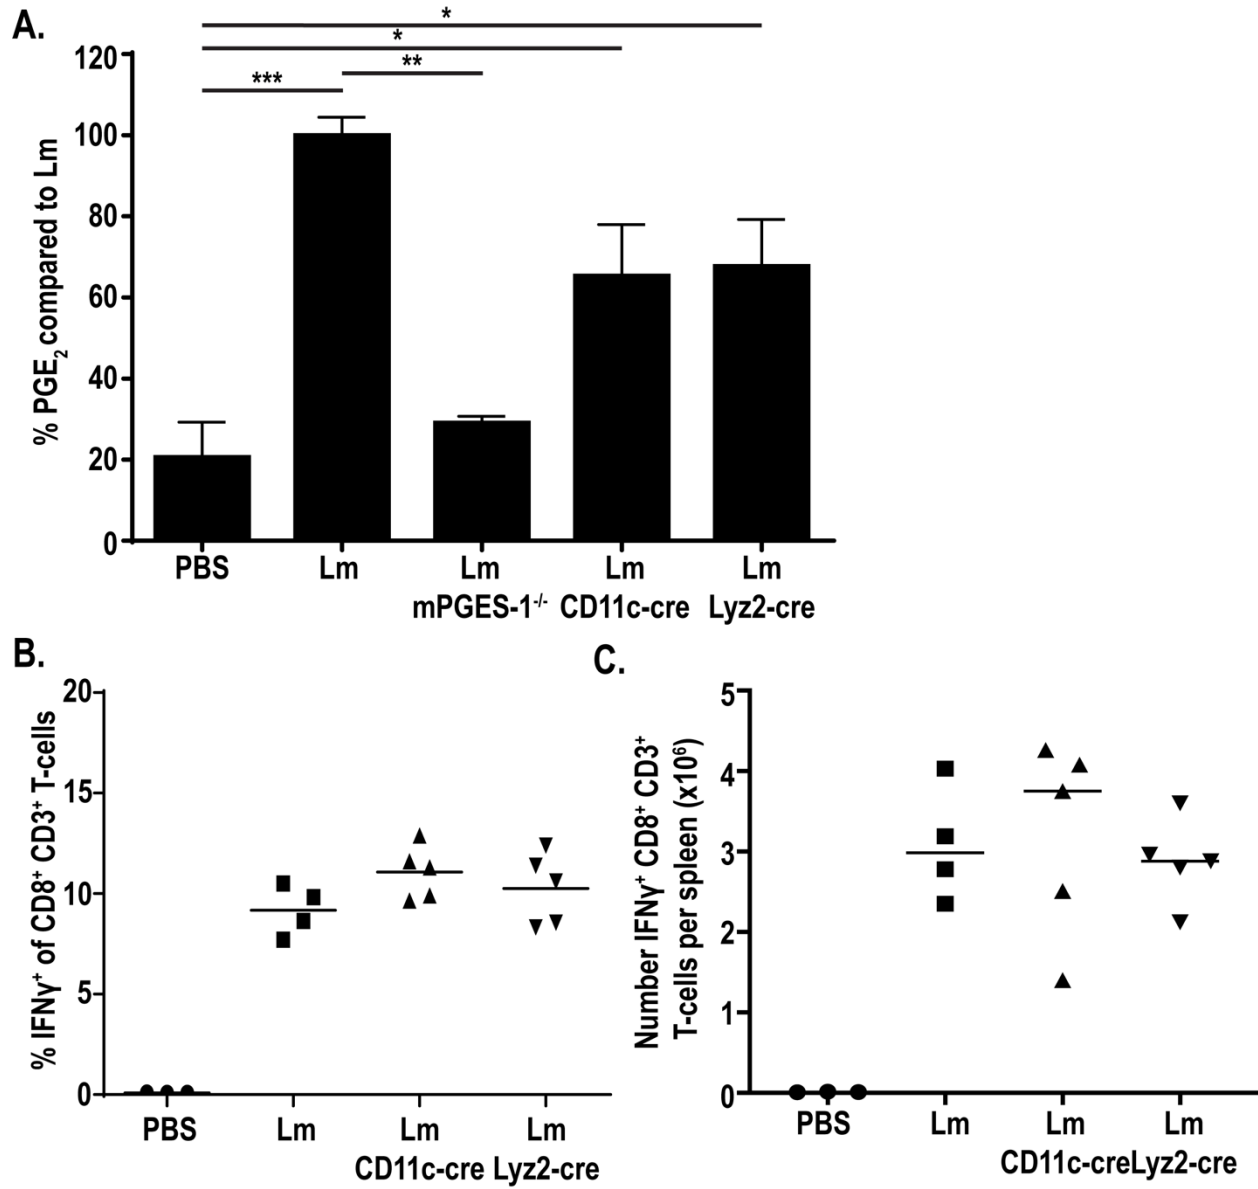 A.
*
*
**
***
% PGE₂ compared to Lm
120
100
80
60
40
20
0
PBS
Lm
Lm
mPGES-1⁻/⁻
Lm
CD11c-cre
Lm
Lyz2-cre
B.
% IFNγ⁺ of CD8⁺ CD3⁺ T-cells
20
15
10
5
0
PBS
Lm
Lm
CD11c-cre
Lm
Lyz2-cre
C.
Number IFNγ⁺ CD8⁺ CD3⁺
T-cells per spleen (x10⁶)
5
4
3
2
1
0
PBS
Lm
Lm
CD11c-cre
Lm
Lyz2-cre